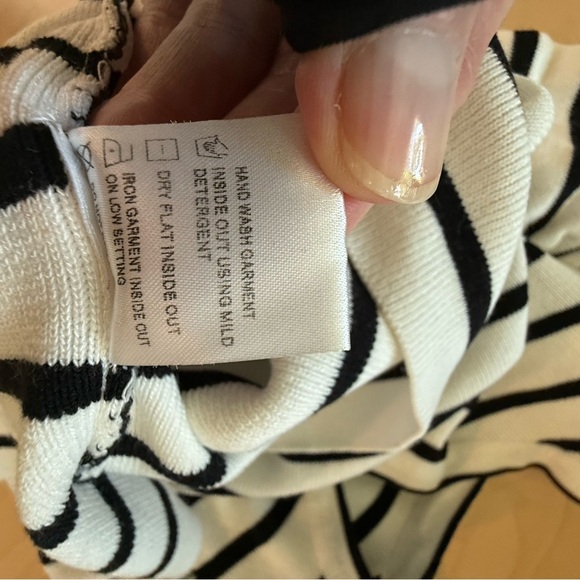 HAND WASH GARMENT
INSIDE OUT USING MILD
DETERGENT
DRY FLAT INSIDE OUT
IRON GARMENT INSIDE OUT
ON LOW SETTING